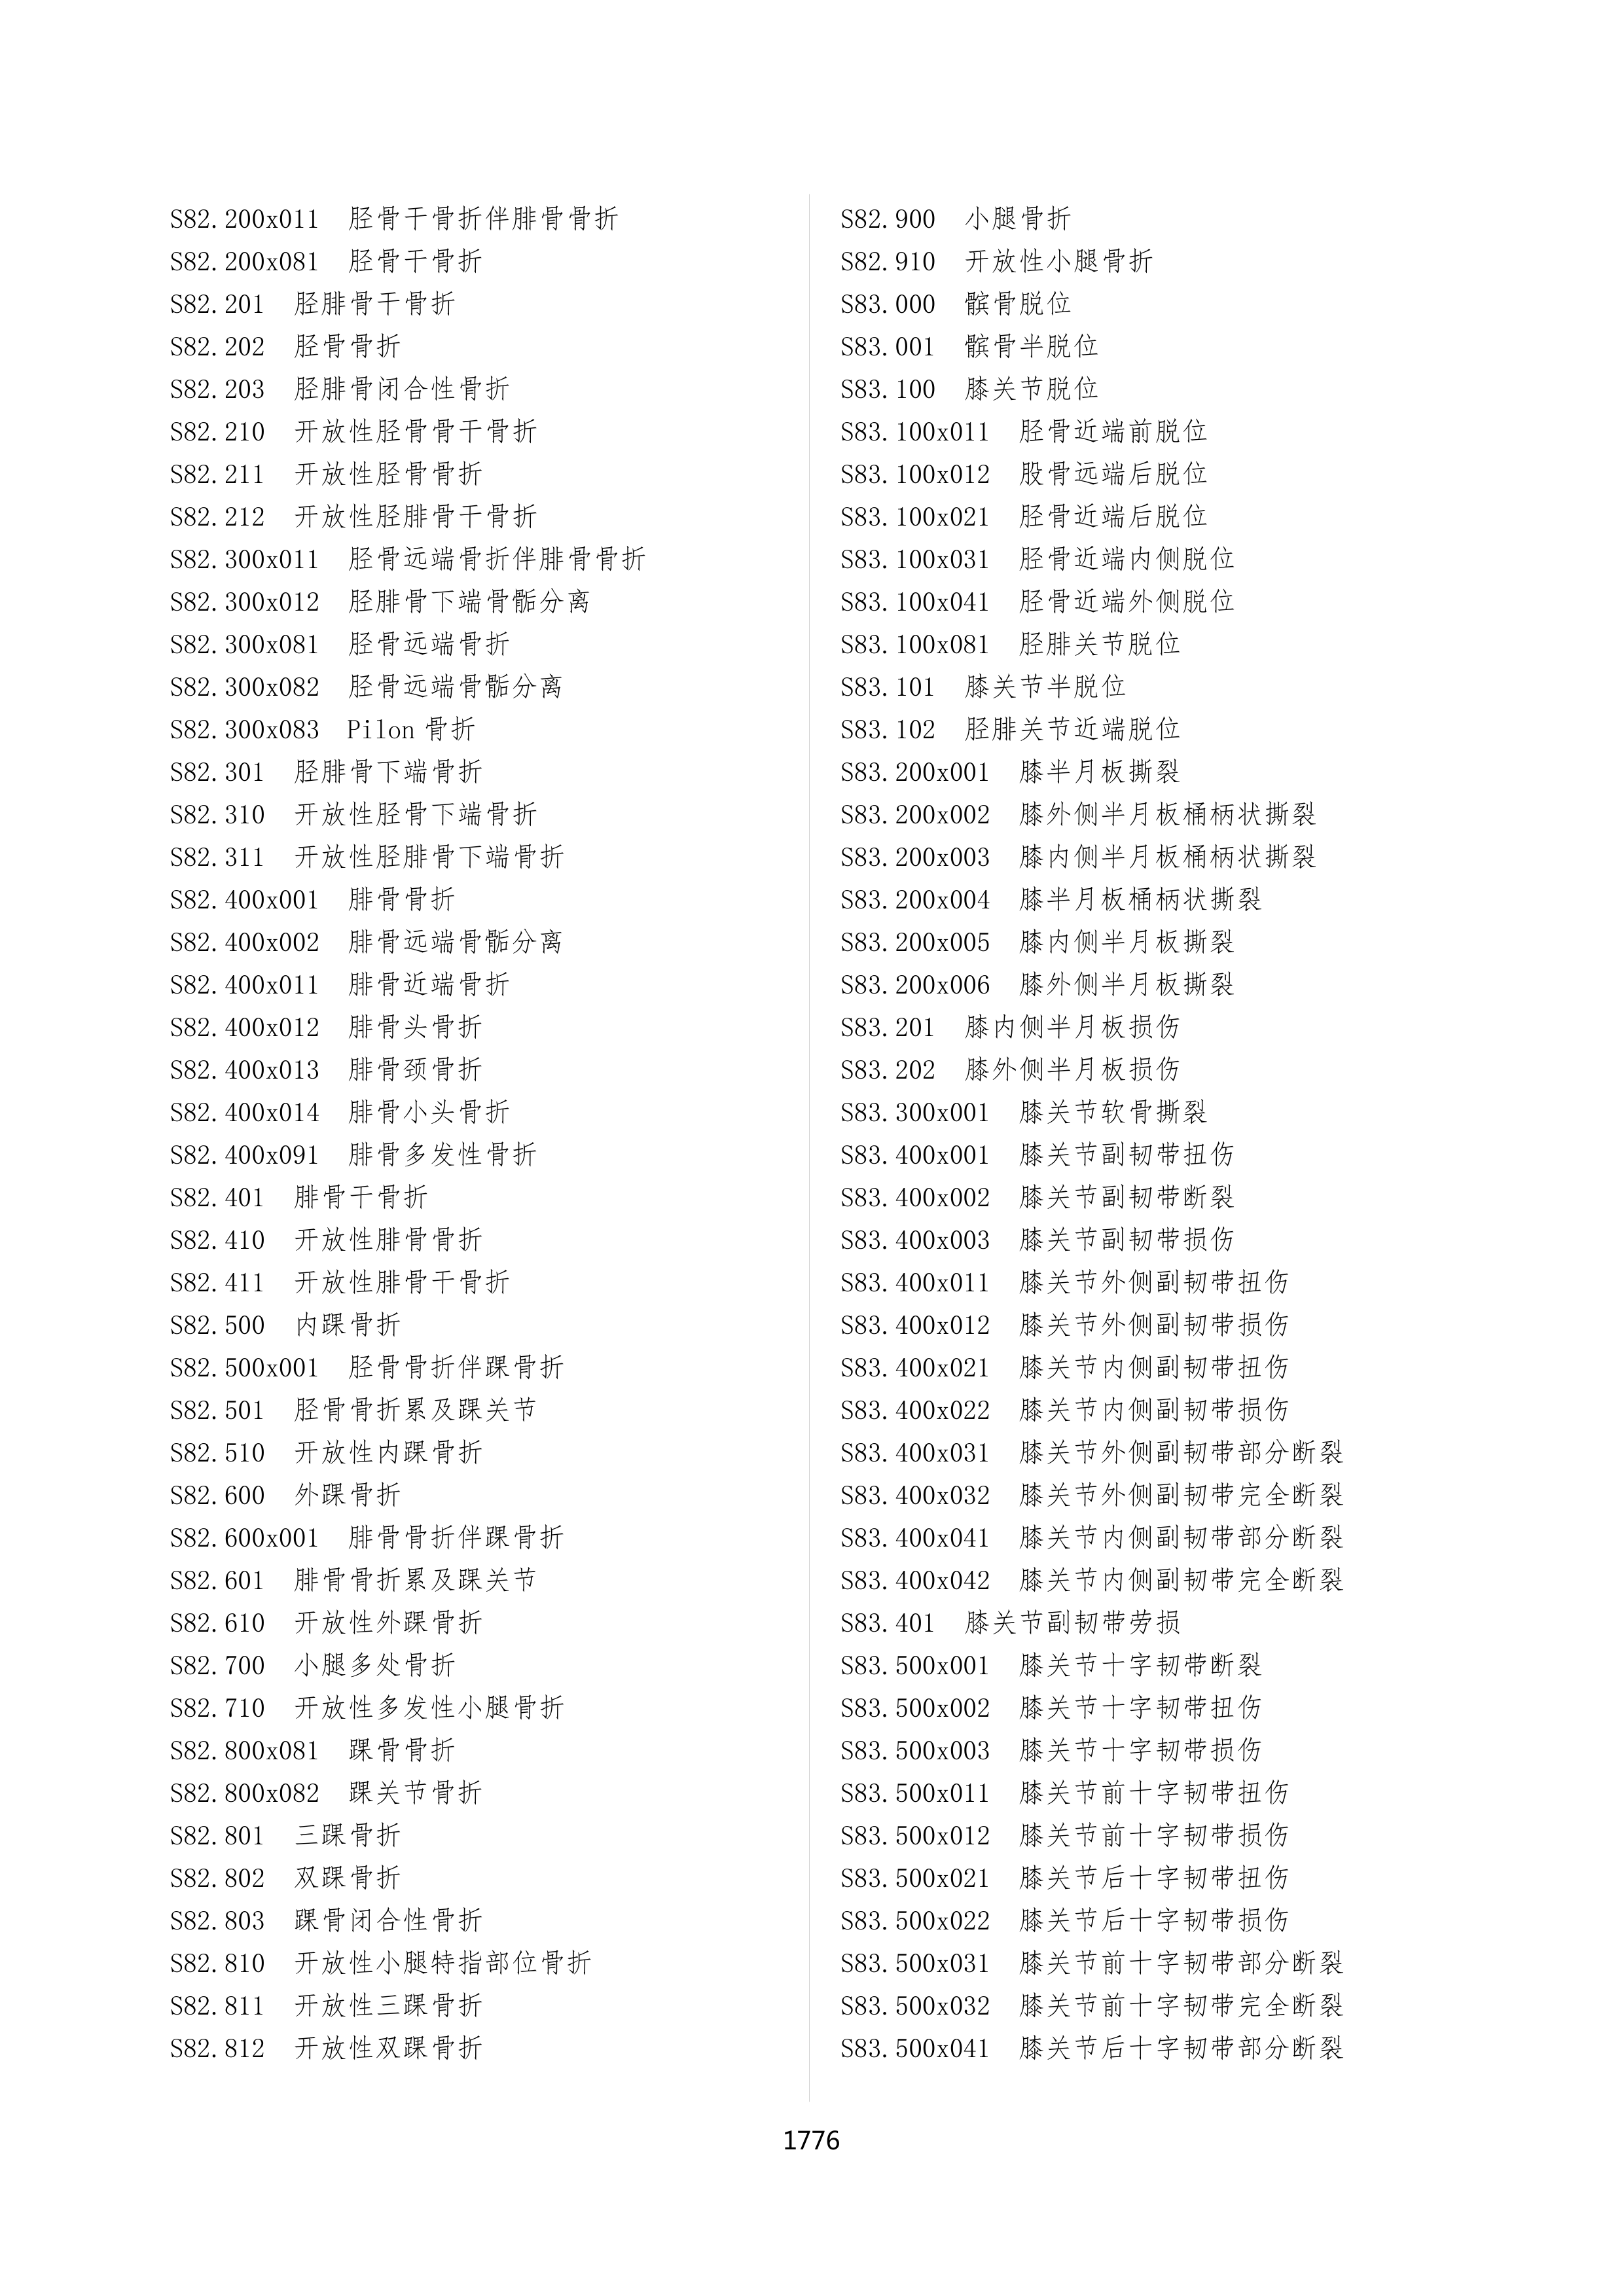 S82.200x011 胫骨干骨折伴腓骨骨折
S82.200x081 胫骨干骨折
S82.201 胫腓骨干骨折
S82.202 胫骨骨折
S82.203 胫腓骨闭合性骨折
S82.210 开放性胫骨骨干骨折
S82.211 开放性胫骨骨折
S82.212 开放性胫腓骨干骨折
S82.300x011 胫骨远端骨折伴腓骨骨折
S82.300x012 胫腓骨下端骨骺分离
S82.300x081 胫骨远端骨折
S82.300x082 胫骨远端骨骺分离
S82.300x083 Pilon 骨折
S82.301 胫腓骨下端骨折
S82.310 开放性胫骨下端骨折
S82.311 开放性胫腓骨下端骨折
S82.400x001 腓骨骨折
S82.400x002 腓骨远端骨骺分离
S82.400x011 腓骨近端骨折
S82.400x012 腓骨头骨折
S82.400x013 腓骨颈骨折
S82.400x014 腓骨小头骨折
S82.400x091 腓骨多发性骨折
S82.401 腓骨干骨折
S82.410 开放性腓骨骨折
S82.411 开放性腓骨干骨折
S82.500 内踝骨折
S82.500x001 胫骨骨折伴踝骨折
S82.501 胫骨骨折累及踝关节
S82.510 开放性内踝骨折
S82.600 外踝骨折
S82.600x001 腓骨骨折伴踝骨折
S82.601 腓骨骨折累及踝关节
S82.610 开放性外踝骨折
S82.700 小腿多处骨折
S82.710 开放性多发性小腿骨折
S82.800x081 踝骨骨折
S82.800x082 踝关节骨折
S82.801 三踝骨折
S82.802 双踝骨折
S82.803 踝骨闭合性骨折
S82.810 开放性小腿特指部位骨折
S82.811 开放性三踝骨折
S82.812 开放性双踝骨折
S82.900 小腿骨折
S82.910 开放性小腿骨折
S83.000 髌骨脱位
S83.001 髌骨半脱位
S83.100 膝关节脱位
S83.100x011 胫骨近端前脱位
S83.100x012 股骨远端后脱位
S83.100x021 胫骨近端后脱位
S83.100x031 胫骨近端内侧脱位
S83.100x041 胫骨近端外侧脱位
S83.100x081 胫腓关节脱位
S83.101 膝关节半脱位
S83.102 胫腓关节近端脱位
S83.200x001 膝半月板撕裂
S83.200x002 膝外侧半月板桶柄状撕裂
S83.200x003 膝内侧半月板桶柄状撕裂
S83.200x004 膝半月板桶柄状撕裂
S83.200x005 膝内侧半月板撕裂
S83.200x006 膝外侧半月板撕裂
S83.201 膝内侧半月板损伤
S83.202 膝外侧半月板损伤
S83.300x001 膝关节软骨撕裂
S83.400x001 膝关节副韧带扭伤
S83.400x002 膝关节副韧带断裂
S83.400x003 膝关节副韧带损伤
S83.400x011 膝关节外侧副韧带扭伤
S83.400x012 膝关节外侧副韧带损伤
S83.400x021 膝关节内侧副韧带扭伤
S83.400x022 膝关节内侧副韧带损伤
S83.400x031 膝关节外侧副韧带部分断裂
S83.400x032 膝关节外侧副韧带完全断裂
S83.400x041 膝关节内侧副韧带部分断裂
S83.400x042 膝关节内侧副韧带完全断裂
S83.401 膝关节副韧带劳损
S83.500x001 膝关节十字韧带断裂
S83.500x002 膝关节十字韧带扭伤
S83.500x003 膝关节十字韧带损伤
S83.500x011 膝关节前十字韧带扭伤
S83.500x012 膝关节前十字韧带损伤
S83.500x021 膝关节后十字韧带扭伤
S83.500x022 膝关节后十字韧带损伤
S83.500x031 膝关节前十字韧带部分断裂
S83.500x032 膝关节前十字韧带完全断裂
S83.500x041 膝关节后十字韧带部分断裂
1776